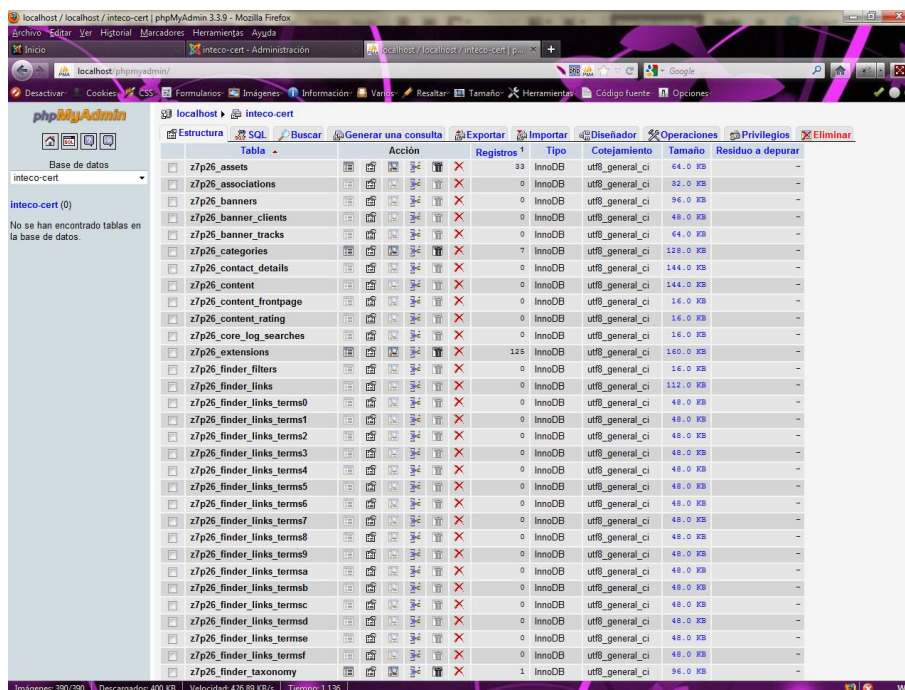 localhost / localhost / inteco-cert | phpMyAdmin 3.3.9 - Mozilla Firefox
Archivo Editar Ver Historial Marcadores Herramientas Ayuda
Inicio inteco-cert - Administración localhost / localhost / inteco-cert | p...
localhost/phpmyadmin/ Google
Desactivar Cookies CSS Formularios Imágenes Información Varios Resaltar Tamaño Herramientas Código fuente Opciones
phpMyAdmin
Base de datos
inteco-cert
inteco-cert (0)
No se han encontrado tablas en
la base de datos.
localhost ▸ inteco-cert
Estructura SQL Buscar Generar una consulta Exportar Importar Diseñador Operaciones Privilegios Eliminar
Tabla Acción Registros 1 Tipo Cotejamiento Tamaño Residuo a depurar
z7p26_assets 33 InnoDB utf8_general_ci 64.0 KB -
z7p26_associations 0 InnoDB utf8_general_ci 32.0 KB -
z7p26_banners 0 InnoDB utf8_general_ci 96.0 KB -
z7p26_banner_clients 0 InnoDB utf8_general_ci 48.0 KB -
z7p26_banner_tracks 0 InnoDB utf8_general_ci 64.0 KB -
z7p26_categories 7 InnoDB utf8_general_ci 128.0 KB -
z7p26_contact_details 0 InnoDB utf8_general_ci 144.0 KB -
z7p26_content 0 InnoDB utf8_general_ci 144.0 KB -
z7p26_content_frontpage 0 InnoDB utf8_general_ci 16.0 KB -
z7p26_content_rating 0 InnoDB utf8_general_ci 16.0 KB -
z7p26_core_log_searches 0 InnoDB utf8_general_ci 16.0 KB -
z7p26_extensions 125 InnoDB utf8_general_ci 160.0 KB -
z7p26_finder_filters 0 InnoDB utf8_general_ci 16.0 KB -
z7p26_finder_links 0 InnoDB utf8_general_ci 112.0 KB -
z7p26_finder_links_terms0 0 InnoDB utf8_general_ci 48.0 KB -
z7p26_finder_links_terms1 0 InnoDB utf8_general_ci 48.0 KB -
z7p26_finder_links_terms2 0 InnoDB utf8_general_ci 48.0 KB -
z7p26_finder_links_terms3 0 InnoDB utf8_general_ci 48.0 KB -
z7p26_finder_links_terms4 0 InnoDB utf8_general_ci 48.0 KB -
z7p26_finder_links_terms5 0 InnoDB utf8_general_ci 48.0 KB -
z7p26_finder_links_terms6 0 InnoDB utf8_general_ci 48.0 KB -
z7p26_finder_links_terms7 0 InnoDB utf8_general_ci 48.0 KB -
z7p26_finder_links_terms8 0 InnoDB utf8_general_ci 48.0 KB -
z7p26_finder_links_terms9 0 InnoDB utf8_general_ci 48.0 KB -
z7p26_finder_links_termsa 0 InnoDB utf8_general_ci 48.0 KB -
z7p26_finder_links_termsb 0 InnoDB utf8_general_ci 48.0 KB -
z7p26_finder_links_termsc 0 InnoDB utf8_general_ci 48.0 KB -
z7p26_finder_links_termsd 0 InnoDB utf8_general_ci 48.0 KB -
z7p26_finder_links_termse 0 InnoDB utf8_general_ci 48.0 KB -
z7p26_finder_links_termsf 0 InnoDB utf8_general_ci 48.0 KB -
z7p26_finder_taxonomy 1 InnoDB utf8_general_ci 96.0 KB -
Imágenes: 390/390 Descargados: 400 KB Velocidad: 426,89 KB/s Tiempo: 1.136